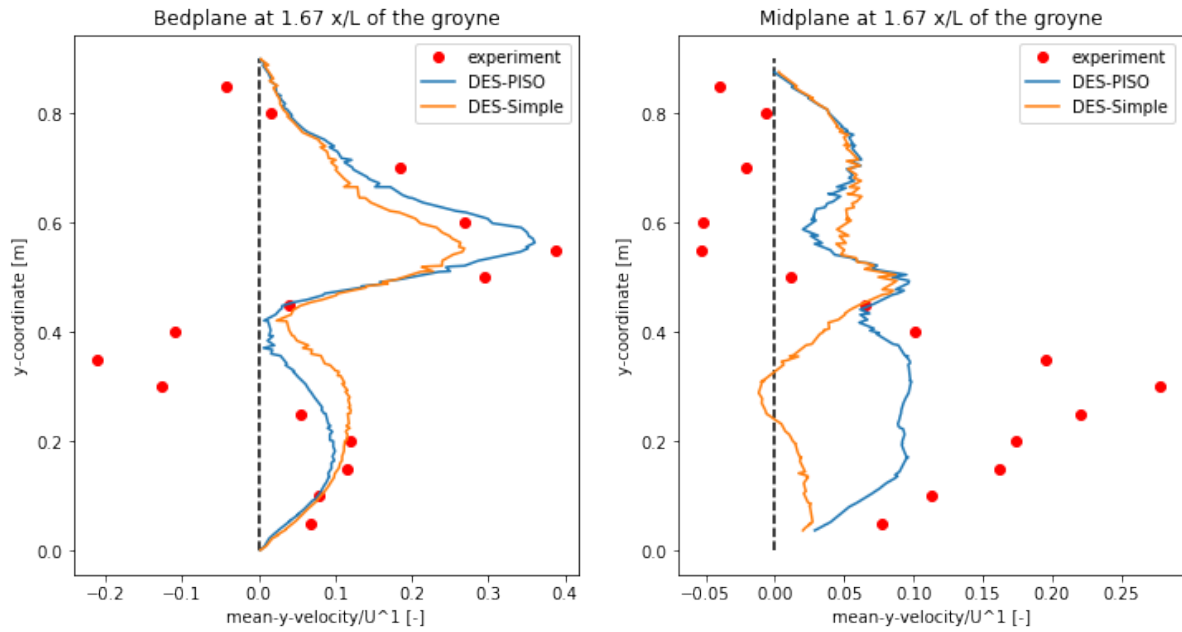 Bedplane at 1.67 x/L of the groyne
experiment
DES-PISO
DES-Simple
y-coordinate [m]
0.8
0.6
0.4
0.2
0.0
−0.2
−0.1
0.0
0.1
0.2
0.3
0.4
mean-y-velocity/U^1 [-]
Midplane at 1.67 x/L of the groyne
experiment
DES-PISO
DES-Simple
y-coordinate [m]
0.8
0.6
0.4
0.2
0.0
−0.05
0.00
0.05
0.10
0.15
0.20
0.25
mean-y-velocity/U^1 [-]